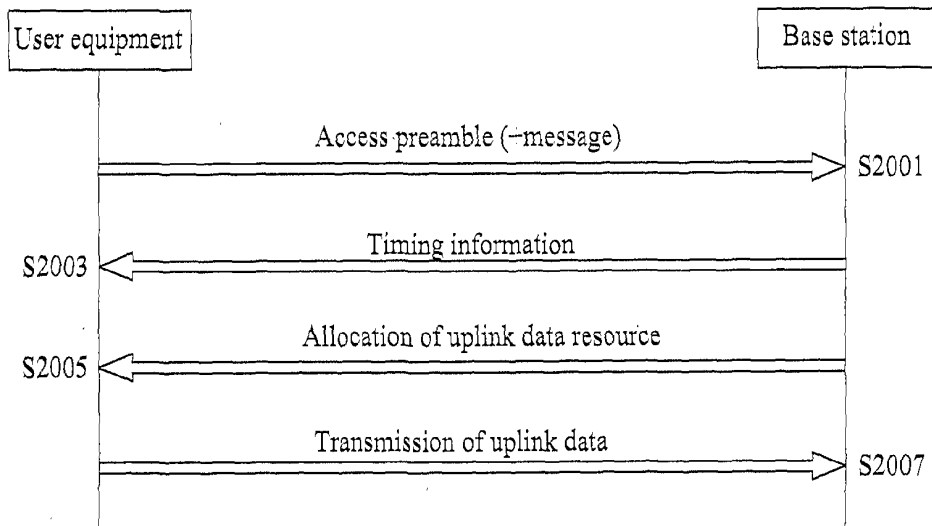 User equipment
Base station
Access preamble (+message)
S2001
Timing information
S2003
Allocation of uplink data resource
S2005
Transmission of uplink data
S2007